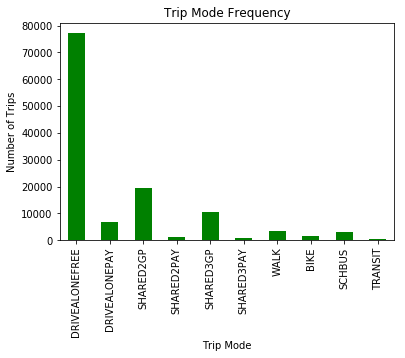 Trip Mode Frequency
Number of Trips
80000
70000
60000
50000
40000
30000
20000
10000
0
DRIVEALONEFREE
DRIVEALONEPAY
SHARED2GP
SHARED2PAY
SHARED3GP
SHARED3PAY
WALK
BIKE
SCHBUS
TRANSIT
Trip Mode